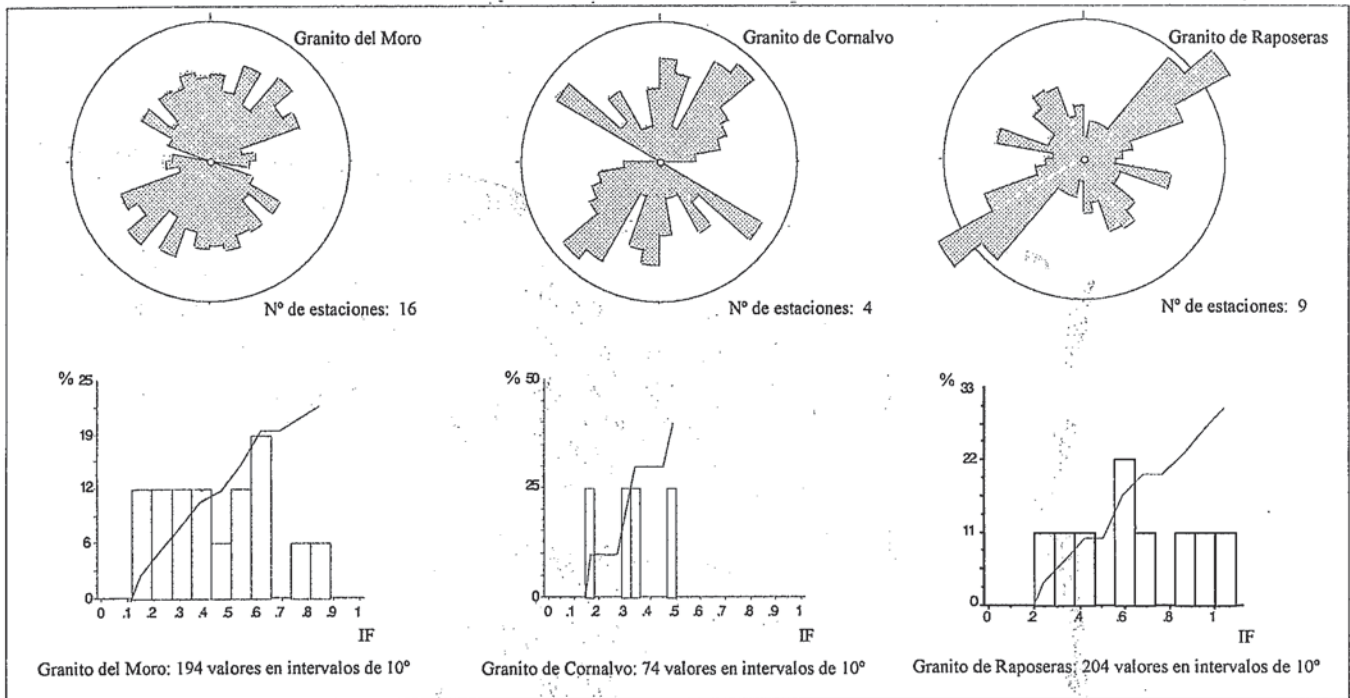 Granito del Moro
Granito de Cornalvo
Granito de Raposeras
Nº de estaciones: 16
Nº de estaciones: 4
Nº de estaciones: 9
% 25
19
12
6
0
0 .1 .2 .3 .4 .5 .6 .7 .8 .9 1
IF
% 50
25
0
0 .1 .2 .3 .4 .5 .6 .7 .8 .9 1
IF
% 33
22
11
0
0 .2 .4 .6 .8 1
IF
Granito del Moro: 194 valores en intervalos de 10°
Granito de Cornalvo: 74 valores en intervalos de 10°
Granito de Raposeras: 204 valores en intervalos de 10°